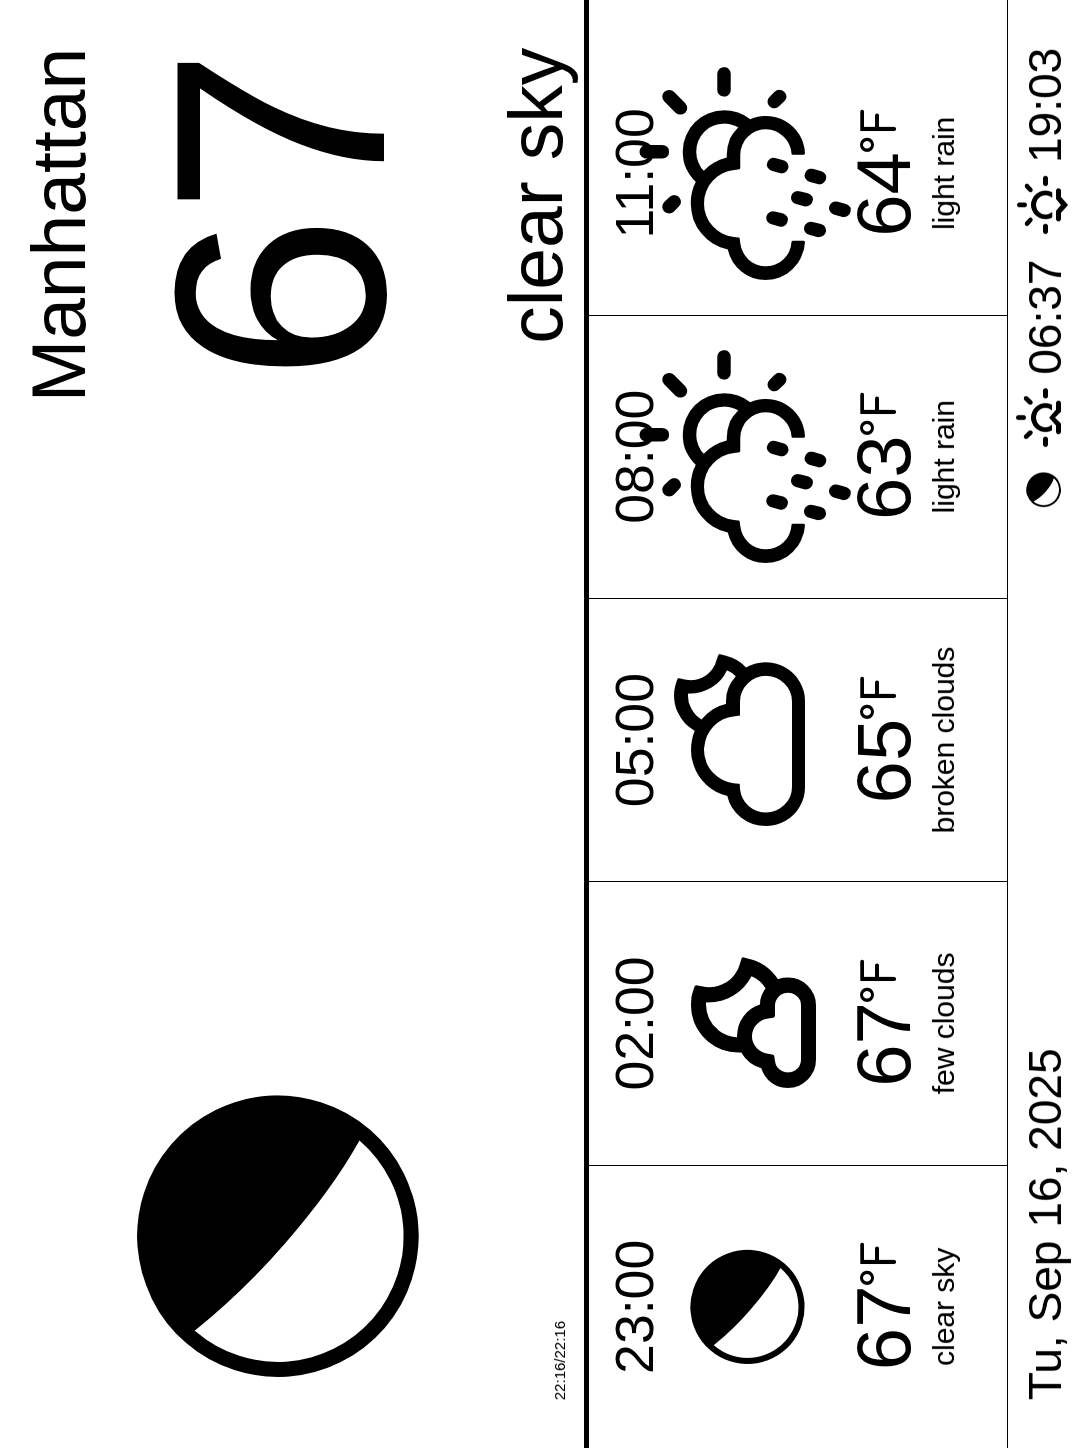 Manhattan
67
clear sky
22:16/22:16
23:00
67°F
clear sky
02:00
67°F
few clouds
05:00
65°F
broken clouds
08:00
63°F
light rain
11:00
64°F
light rain
Tu, Sep 16, 2025
06:37 19:03